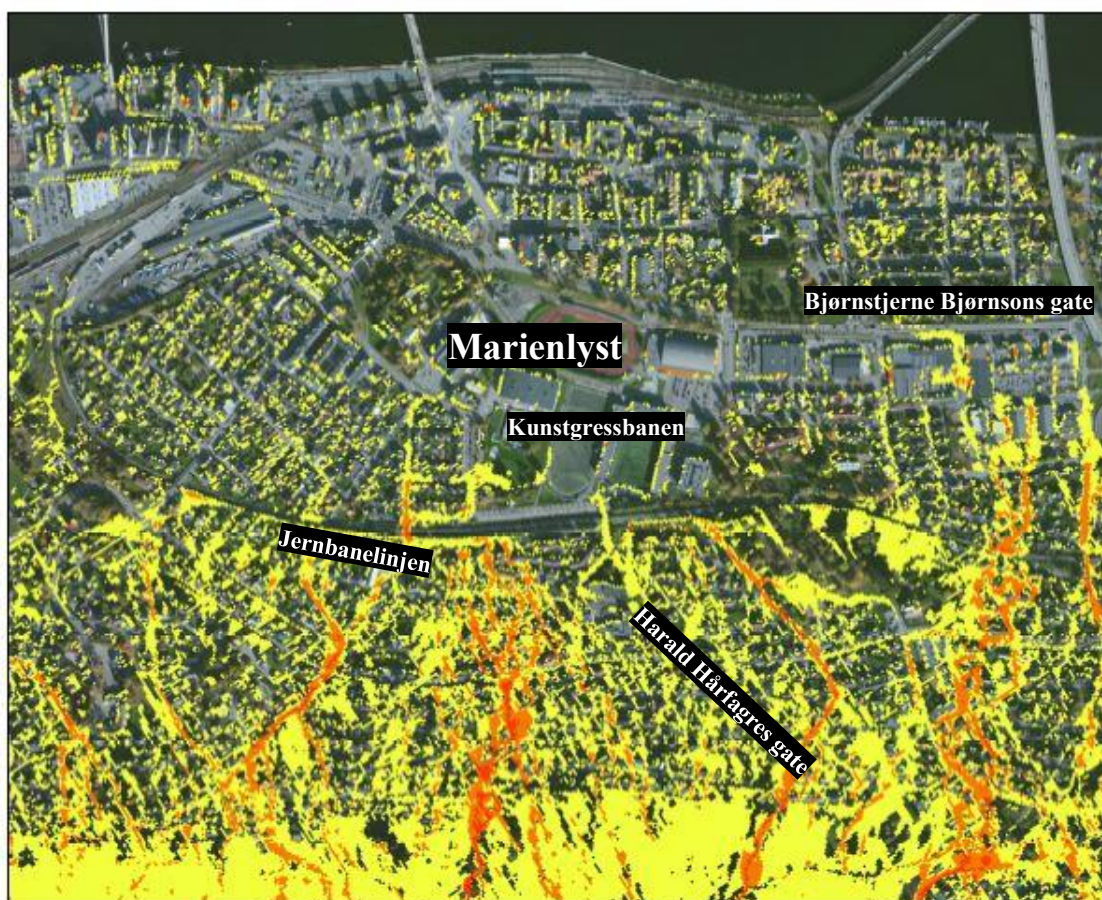 Bjørnstjerne Bjørnsons gate
Marienlyst
Kunstgressbanen
Jernbanelinjen
Harald Hårfagres gate